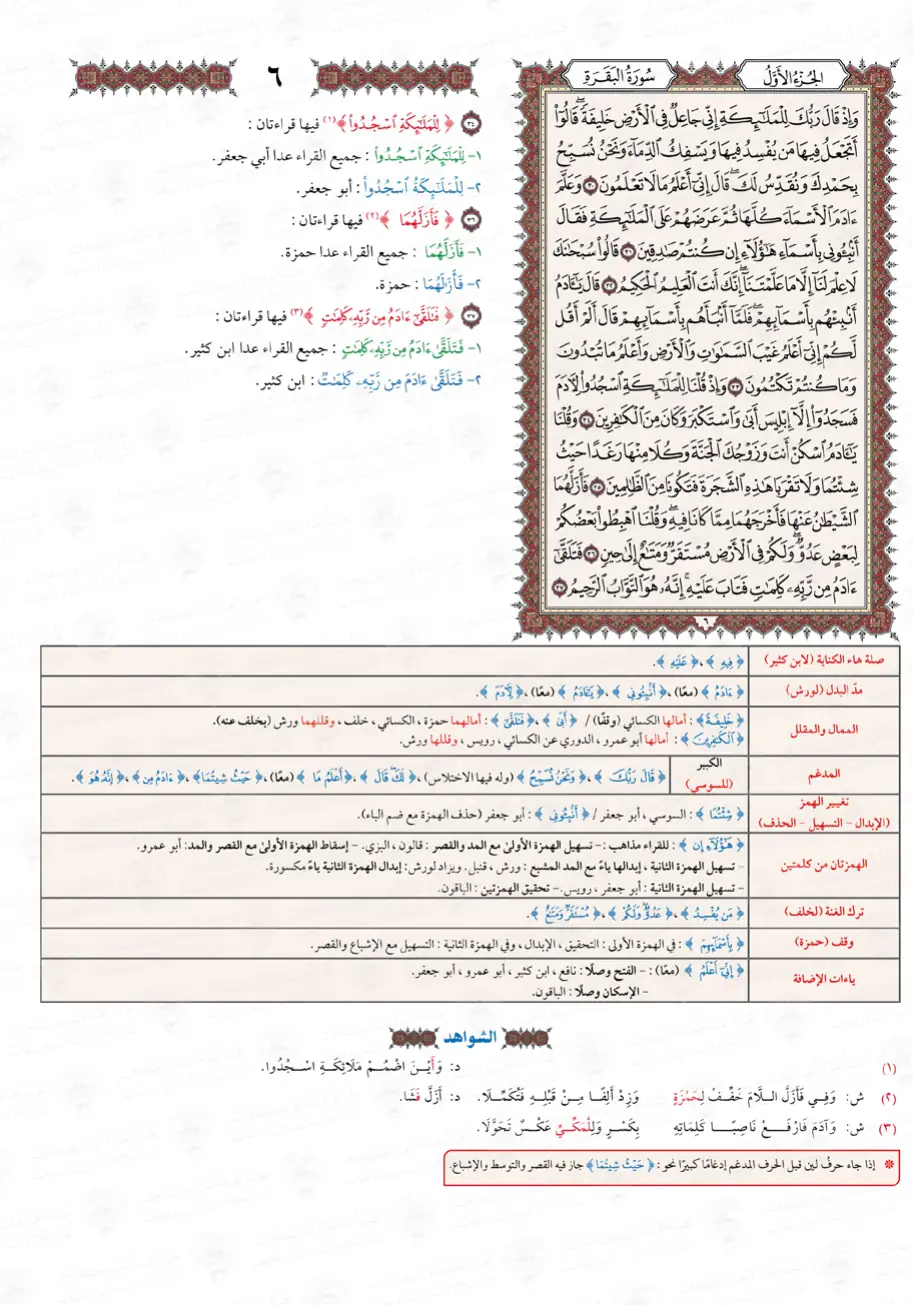 الجزء الأول
سورة البقرة
٦
وَإِذْ قَالَ رَبُّكَ لِلْمَلَٰٓئِكَةِ إِنِّي جَاعِلٌ فِي الْأَرْضِ خَلِيفَةً ۖ قَالُوٓا۟
أَتَجْعَلُ فِيهَا مَن يُفْسِدُ فِيهَا وَيَسْفِكُ الدِّمَآءَ وَنَحْنُ نُسَبِّحُ
بِحَمْدِكَ وَنُقَدِّسُ لَكَ ۖ قَالَ إِنِّيٓ أَعْلَمُ مَا لَا تَعْلَمُونَ ٣٠ وَعَلَّمَ
ءَادَمَ الْأَسْمَآءَ كُلَّهَا ثُمَّ عَرَضَهُمْ عَلَى الْمَلَٰٓئِكَةِ فَقَالَ
أَنۢبِـُٔونِي بِأَسْمَآءِ هَٰٓؤُلَآءِ إِن كُنتُمْ صَٰدِقِينَ ٣١ قَالُوا۟ سُبْحَٰنَكَ
لَا عِلْمَ لَنَآ إِلَّا مَا عَلَّمْتَنَآ ۖ إِنَّكَ أَنتَ الْعَلِيمُ الْحَكِيمُ ٣٢ قَالَ يَٰٓـَٔادَمُ
أَنۢبِئْهُم بِأَسْمَآئِهِمْ ۖ فَلَمَّآ أَنۢبَأَهُم بِأَسْمَآئِهِمْ قَالَ أَلَمْ أَقُل
لَّكُمْ إِنِّيٓ أَعْلَمُ غَيْبَ السَّمَٰوَٰتِ وَالْأَرْضِ وَأَعْلَمُ مَا تُبْدُونَ
وَمَا كُنتُمْ تَكْتُمُونَ ٣٣ وَإِذْ قُلْنَا لِلْمَلَٰٓئِكَةِ اسْجُدُوا۟ لِـَٔادَمَ
فَسَجَدُوٓا۟ إِلَّآ إِبْلِيسَ أَبَىٰ وَاسْتَكْبَرَ وَكَانَ مِنَ الْكَٰفِرِينَ ٣٤ وَقُلْنَا
يَٰٓـَٔادَمُ اسْكُنْ أَنتَ وَزَوْجُكَ الْجَنَّةَ وَكُلَا مِنْهَا رَغَدًا حَيْثُ
شِئْتُمَا وَلَا تَقْرَبَا هَٰذِهِ الشَّجَرَةَ فَتَكُونَا مِنَ الظَّٰلِمِينَ ٣٥ فَأَزَلَّهُمَا
الشَّيْطَٰنُ عَنْهَا فَأَخْرَجَهُمَا مِمَّا كَانَا فِيهِ ۖ وَقُلْنَا اهْبِطُوا۟ بَعْضُكُمْ
لِبَعْضٍ عَدُوٌّ ۖ وَلَكُمْ فِي الْأَرْضِ مُسْتَقَرٌّ وَمَتَٰعٌ إِلَىٰ حِينٍ ٣٦ فَتَلَقَّىٰٓ
ءَادَمُ مِن رَّبِّهِۦ كَلِمَٰتٍ فَتَابَ عَلَيْهِ ۚ إِنَّهُۥ هُوَ التَّوَّابُ الرَّحِيمُ ٣٧
٦
٣٤ ﴿ لِلْمَلَٰٓئِكَةِ اسْجُدُوا۟ ﴾(١) فيها قراءتان :
١- لِلْمَلَٰٓئِكَةِ اسْجُدُوا۟ : جميع القراء عدا أبي جعفر.
٢- لِلْمَلَٰٓئِكَةُ اسْجُدُوا۟ : أبو جعفر.
٣٦ ﴿ فَأَزَلَّهُمَا ﴾(٢) فيها قراءتان :
١- فَأَزَلَّهُمَا : جميع القراء عدا حمزة.
٢- فَأَزَٰلَهُمَا : حمزة.
٣٧ ﴿ فَتَلَقَّىٰٓ ءَادَمُ مِن رَّبِّهِۦ كَلِمَٰتٍ ﴾(٣) فيها قراءتان :
١- فَتَلَقَّىٰٓ ءَادَمُ مِن رَّبِّهِۦ كَلِمَٰتٍ : جميع القراء عدا ابن كثير.
٢- فَتَلَقَّىٰٓ ءَادَمَ مِن رَّبِّهِۦ كَلِمَٰتٌ : ابن كثير.
صلة هاء الكناية (لابن كثير) ﴿ فِيهِ ﴾، ﴿ عَلَيْهِ ﴾.
مدّ البدل (لورش) ﴿ ءَادَمُ ﴾ (معًا)، ﴿ أَنۢبِـُٔونِي ﴾، ﴿ يَٰٓـَٔادَمُ ﴾ (معًا)، ﴿ لِـَٔادَمَ ﴾.
الممال والمقلل ﴿ خَلِيفَةً ﴾ : أمالها الكسائي (وقفًا) / ﴿ أَبَىٰ ﴾، ﴿ فَتَلَقَّىٰٓ ﴾ : أمالهما حمزة ، الكسائي ، خلف ، وقللهما ورش (بخلف عنه).
﴿ الْكَٰفِرِينَ ﴾ : أمالها أبو عمرو ، الدوري عن الكسائي ، رويس ، وقللها ورش.
المدغم الكبير (للسوسي) ﴿ قَالَ رَبُّكَ ﴾، ﴿ وَنَحْنُ نُسَبِّحُ ﴾ (وله فيها الاختلاس)، ﴿ لَكَ ۖ قَالَ ﴾، ﴿ أَعْلَمُ مَا ﴾ (معًا)، ﴿ حَيْثُ شِئْتُمَا ﴾، ﴿ ءَادَمُ مِن ﴾، ﴿ إِنَّهُۥ هُوَ ﴾.
تغيير الهمز (الإبدال - التسهيل - الحذف) ﴿ شِئْتُمَا ﴾ : السوسي ، أبو جعفر / ﴿ أَنۢبِـُٔونِي ﴾ : أبو جعفر (حذف الهمزة مع ضم الباء).
الهمزتان من كلمتين ﴿ هَٰٓؤُلَآءِ إِن ﴾ : للقراء مذاهب : - تسهيل الهمزة الأولىٰ مع المد والقصر : قالون ، البزي. - إسقاط الهمزة الأولىٰ مع القصر والمد: أبو عمرو.
- تسهيل الهمزة الثانية ، إبدالها ياءً مع المد المشبع : ورش ، قنبل. ويزاد لورش: إبدال الهمزة الثانية ياءً مكسورة.
- تسهيل الهمزة الثانية : أبو جعفر ، رويس. - تحقيق الهمزتين : الباقون.
ترك الغنة (لخلف) ﴿ مَن يُفْسِدُ ﴾، ﴿ عَدُوٌّ ۖ وَلَكُمْ ﴾، ﴿ مُسْتَقَرٌّ وَمَتَٰعٌ ﴾.
وقف (حمزة) ﴿ بِأَسْمَآئِهِمْ ﴾ : في الهمزة الأولى : التحقيق ، الإبدال ، وفي الهمزة الثانية : التسهيل مع الإشباع والقصر.
ياءات الإضافة ﴿ إِنِّيٓ أَعْلَمُ ﴾ (معًا) : - الفتح وصلًا : نافع ، ابن كثير ، أبو عمرو ، أبو جعفر.
- الإسكان وصلًا : الباقون.
الشواهد
(١) د: وَأَيْنَ اضْمُمْ مَلَائِكَةِ اسْجُدُوا.
(٢) ش: وَفِي فَأَزَلَّ اللَّامَ خَفِّفْ لِحَمْزَةٍ وَزِدْ أَلِفًا مِنْ قَبْلِهِ فَتُكَمِّلَا. د: أَزَلَّ فَشَا.
(٣) ش: وَآدَمَ فَارْفَعْ نَاصِبًا كَلِمَاتِهِ بِكَسْرٍ وَلِلْمَكِّيِّ عَكْسٌ تَحَوَّلَا.
* إذا جاء حرفُ لين قبل الحرف المدغم إدغامًا كبيرًا نحو : ﴿ حَيْثُ شِيتُمَا ﴾ جاز فيه القصر والتوسط والإشباع.